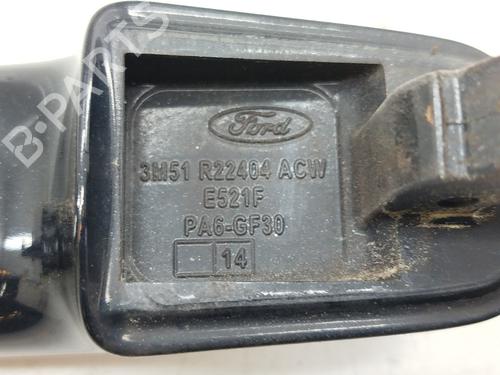 B-PARTS
Ford
3M51 R22404 ACW
E521F
PA6-GF30
14